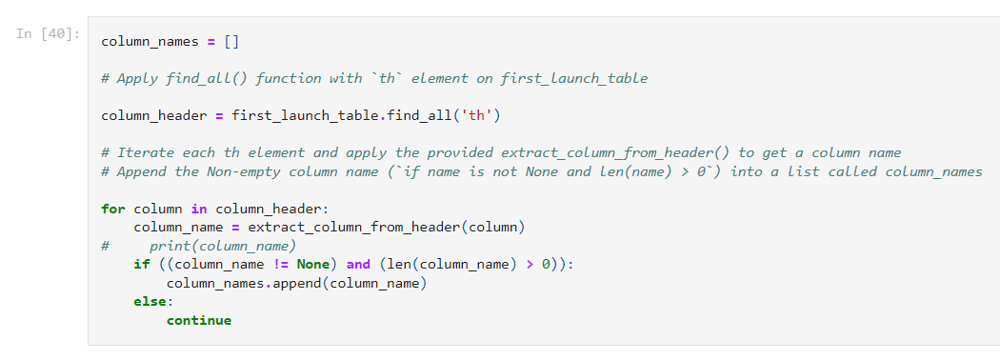 In [40]:
column_names = []
# Apply find_all() function with `th` element on first_launch_table
column_header = first_launch_table.find_all('th')
# Iterate each th element and apply the provided extract_column_from_header() to get a column name
# Append the Non-empty column name (`if name is not None and len(name) > 0`) into a list called column_names
for column in column_header:
    column_name = extract_column_from_header(column)
#     print(column_name)
    if ((column_name != None) and (len(column_name) > 0)):
        column_names.append(column_name)
    else:
        continue